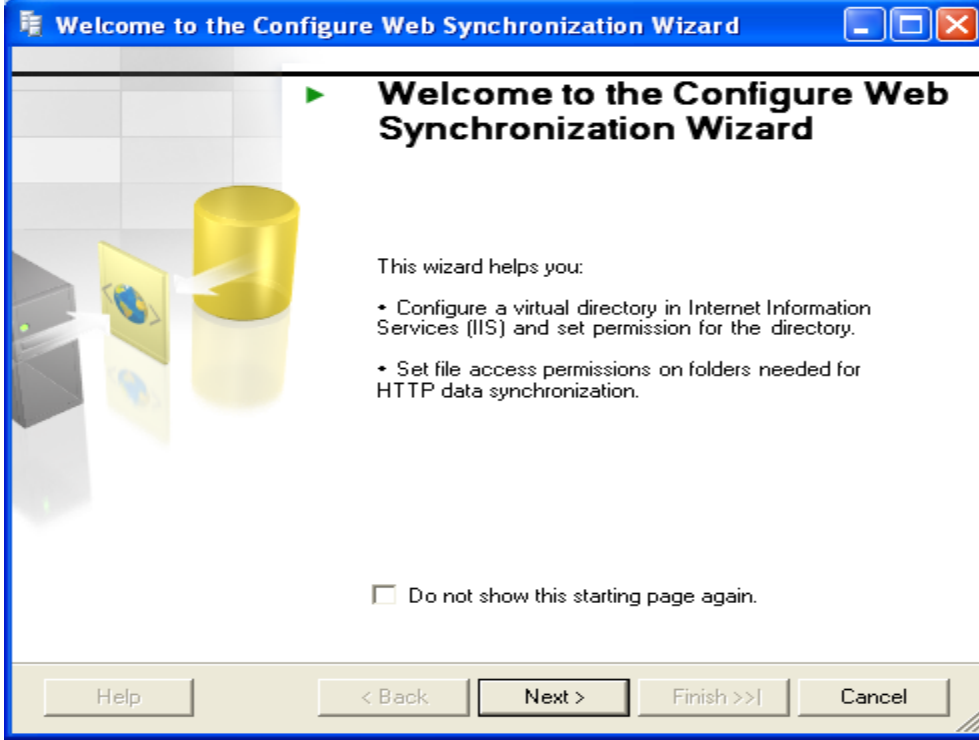 Welcome to the Configure Web Synchronization Wizard
Welcome to the Configure Web
Synchronization Wizard
This wizard helps you:
• Configure a virtual directory in Internet Information
Services (IIS) and set permission for the directory.
• Set file access permissions on folders needed for
HTTP data synchronization.
Do not show this starting page again.
Help
< Back
Next >
Finish >>|
Cancel